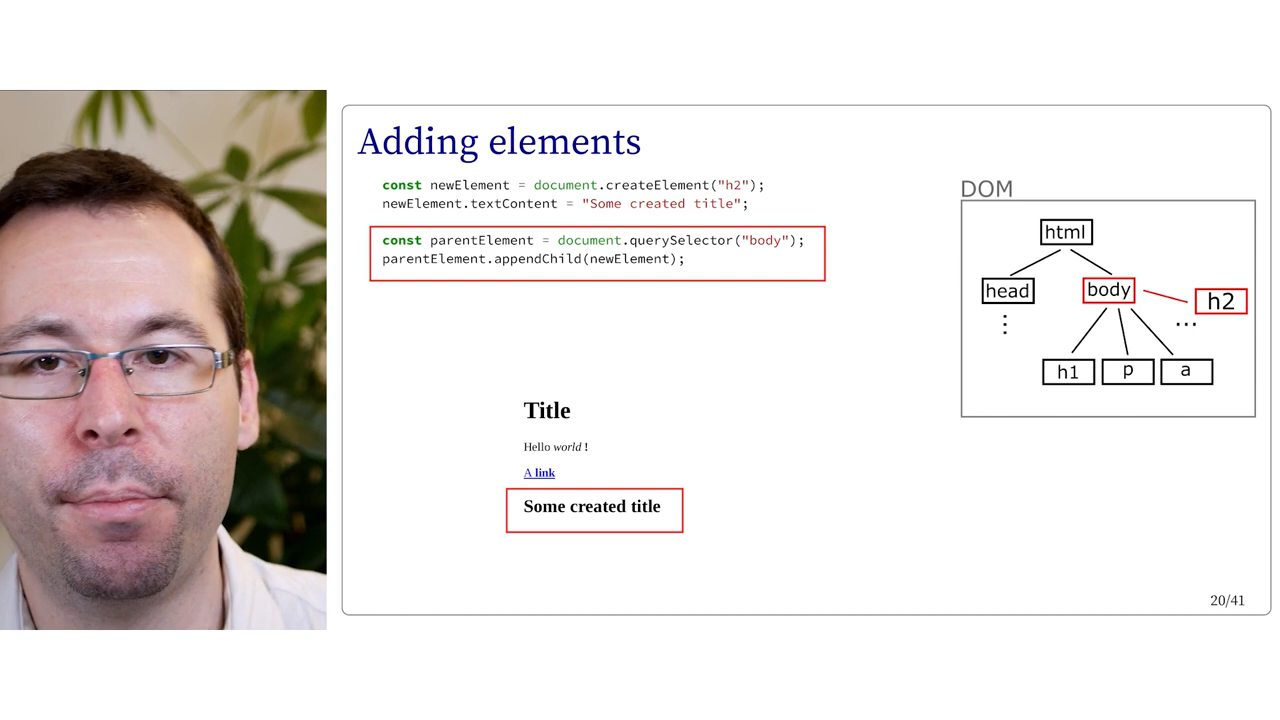 Adding elements
const newElement = document.createElement("h2");
newElement.textContent = "Some created title";
const parentElement = document.querySelector("body");
parentElement.appendChild(newElement);
DOM
html
head
body
h2
⋮
...
h1
p
a
Title
Hello world !
A link
Some created title
20/41